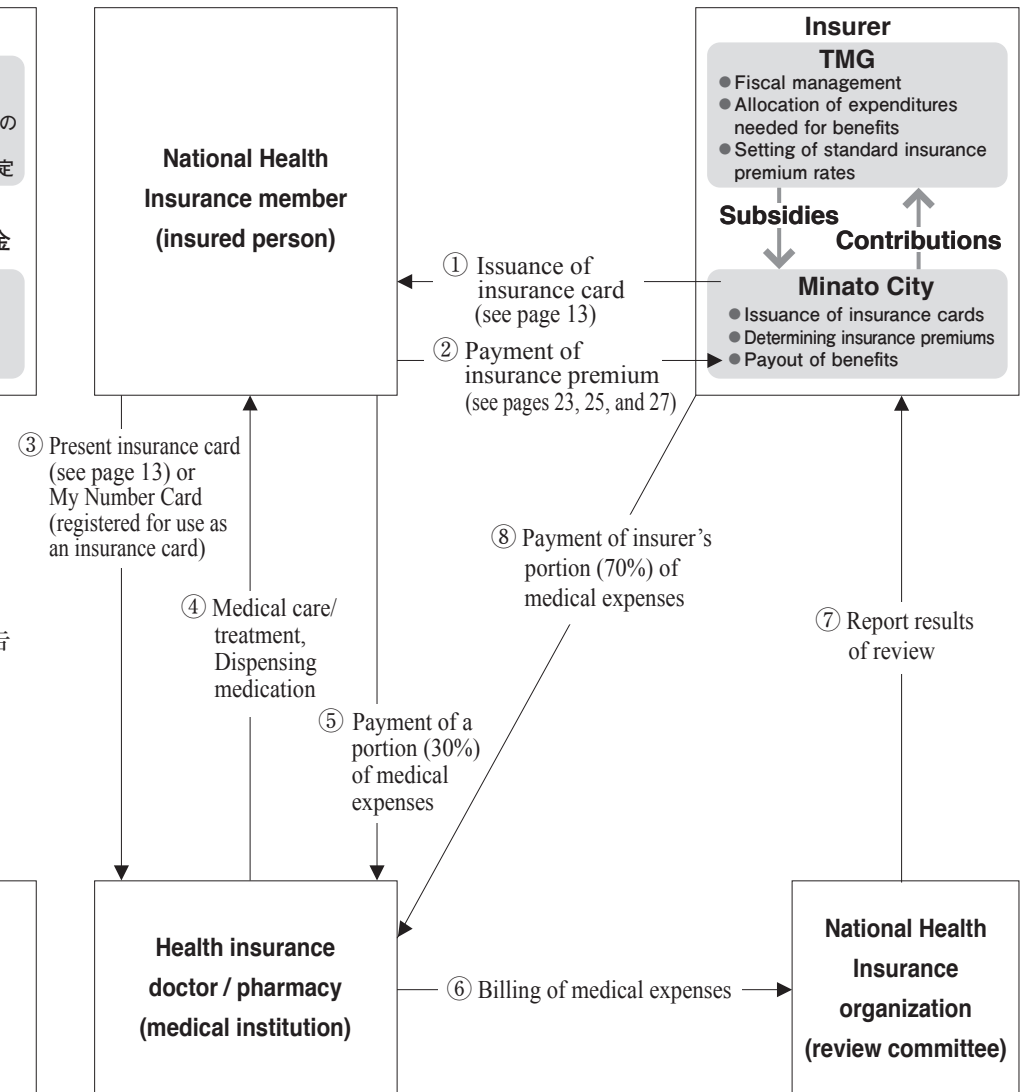 の
定
金
National Health
Insurance member
(insured person)
Insurer
TMG
● Fiscal management
● Allocation of expenditures
needed for benefits
● Setting of standard insurance
premium rates
Subsidies
Contributions
Minato City
● Issuance of insurance cards
● Determining insurance premiums
● Payout of benefits
① Issuance of
insurance card
(see page 13)
② Payment of
insurance premium
(see pages 23, 25, and 27)
③ Present insurance card
(see page 13) or
My Number Card
(registered for use as
an insurance card)
④ Medical care/
treatment,
Dispensing
medication
⑤ Payment of a
portion (30%)
of medical
expenses
⑧ Payment of insurer’s
portion (70%) of
medical expenses
⑦ Report results
of review
Health insurance
doctor / pharmacy
(medical institution)
⑥ Billing of medical expenses
National Health
Insurance
organization
(review committee)